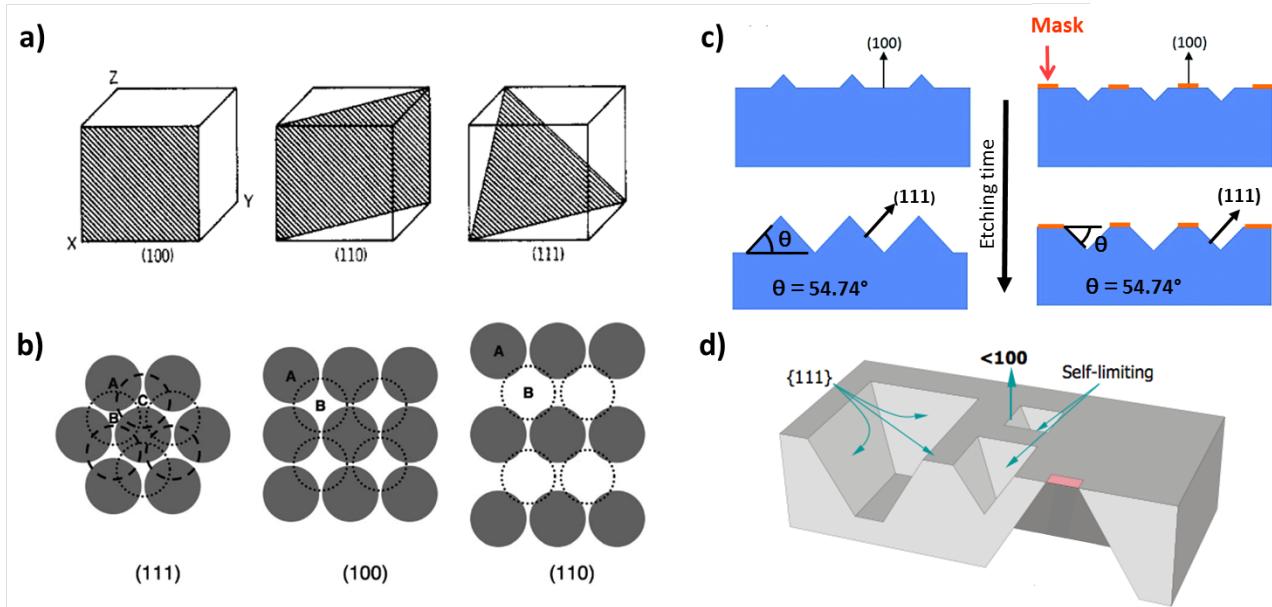 a)
Z
Y
X
(100)
(110)
(111)
b)
A
B
C
(111)
A
B
(100)
A
B
(110)
c)
(100)
Mask
(100)
Etching time
(111)
θ
θ = 54.74°
(111)
θ
θ = 54.74°
d)
<100
{111}
Self-limiting